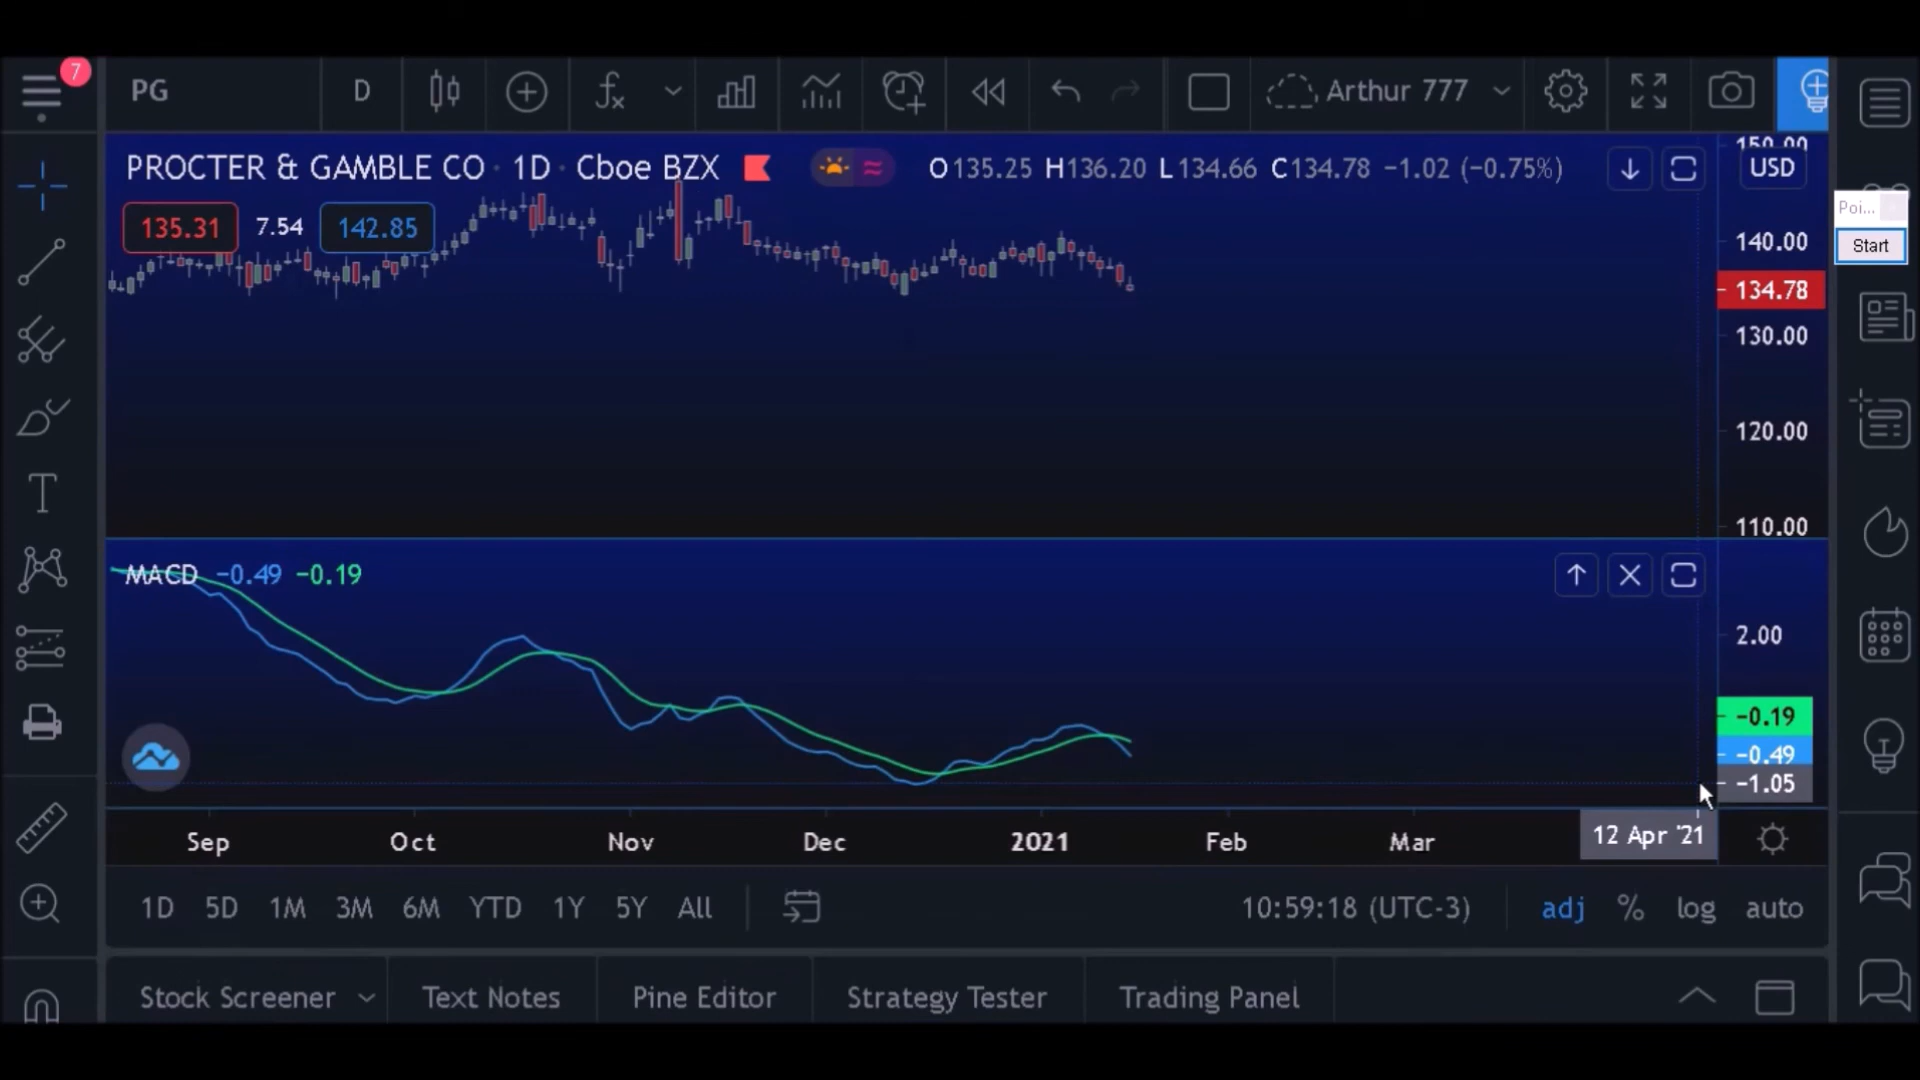 7
PG D Arthur 777
PROCTER & GAMBLE CO · 1D · Cboe BZX O135.25 H136.20 L134.66 C134.78 −1.02 (−0.75%)
150.00
USD
135.31 7.54 142.85
Poi...
Start
140.00
134.78
130.00
120.00
110.00
MACD −0.49 −0.19
2.00
−0.19
−0.49
−1.05
Sep Oct Nov Dec 2021 Feb Mar 12 Apr '21
1D 5D 1M 3M 6M YTD 1Y 5Y All 10:59:18 (UTC-3) adj % log auto
Stock Screener Text Notes Pine Editor Strategy Tester Trading Panel